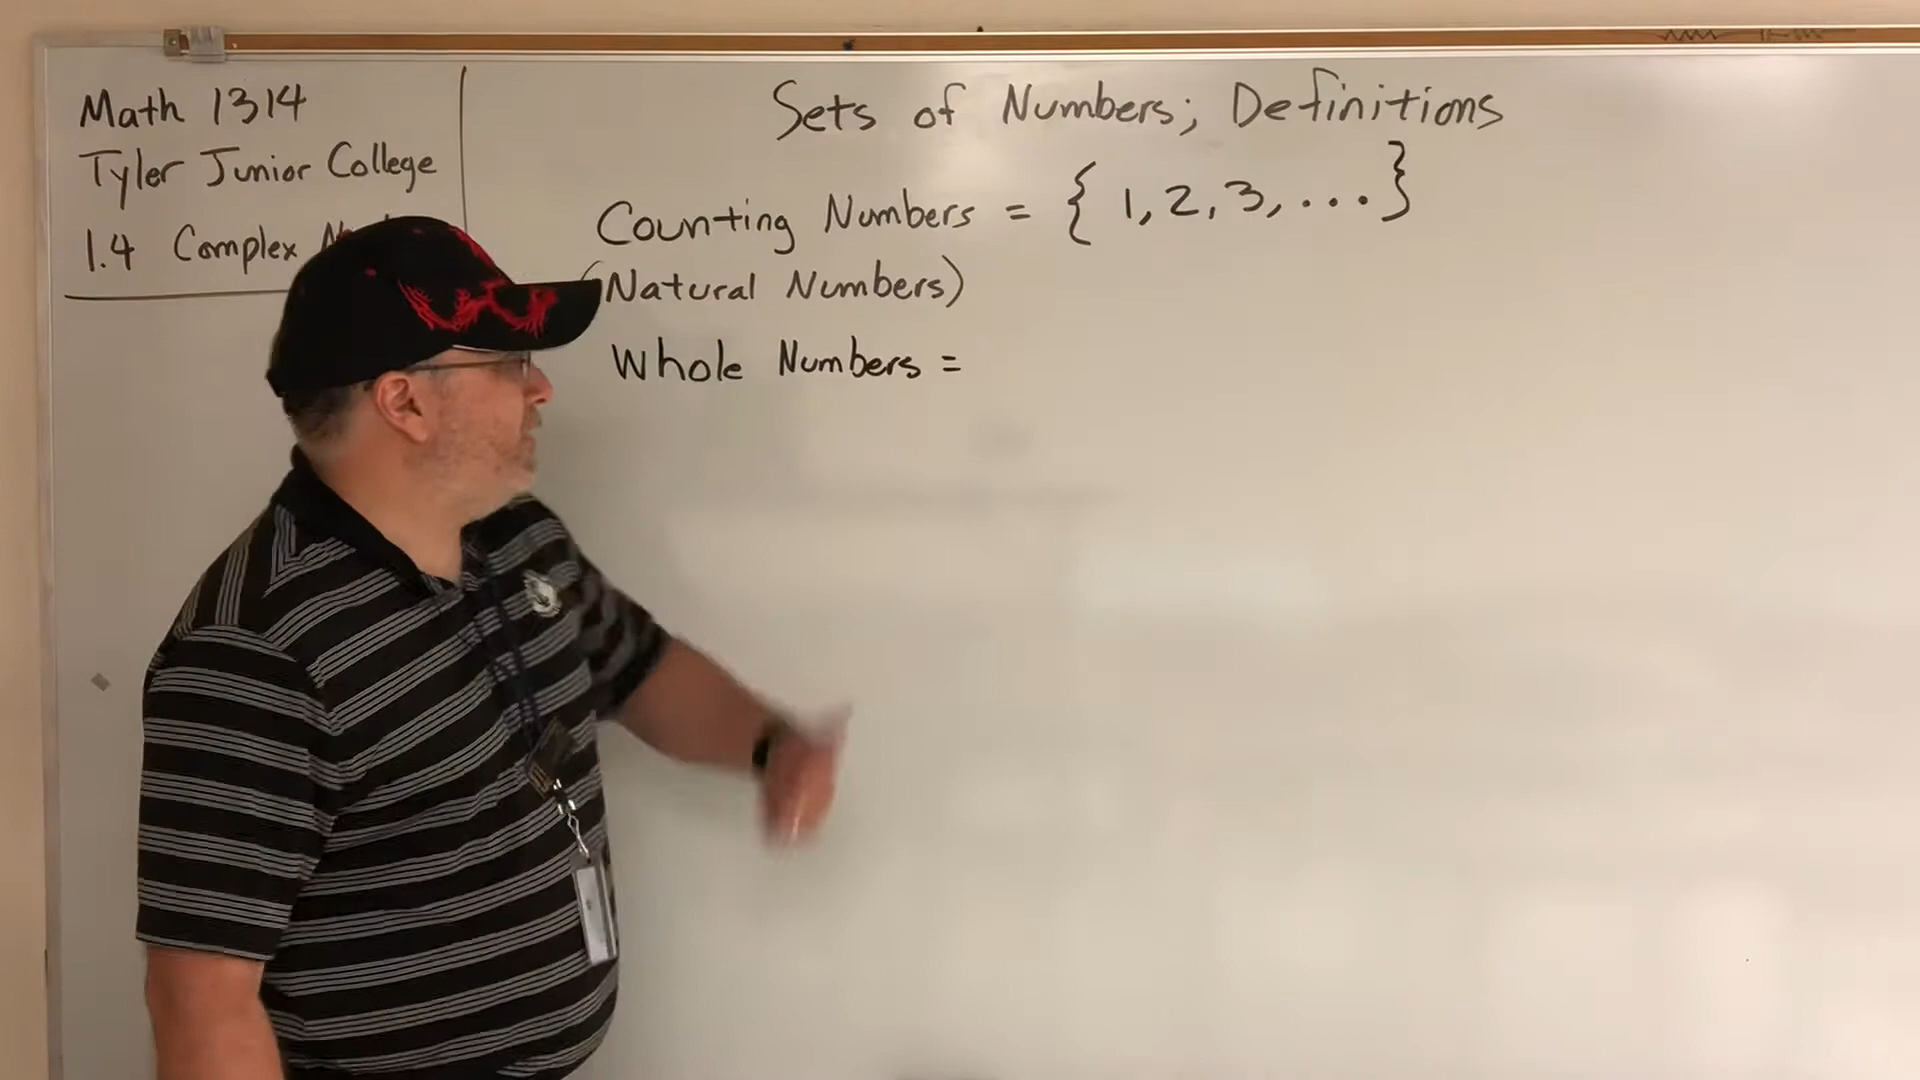 Math 1314
Tyler Junior College
1.4 Complex
Sets of Numbers; Definitions
Counting Numbers = { 1, 2, 3, ... }
(Natural Numbers)
Whole Numbers =